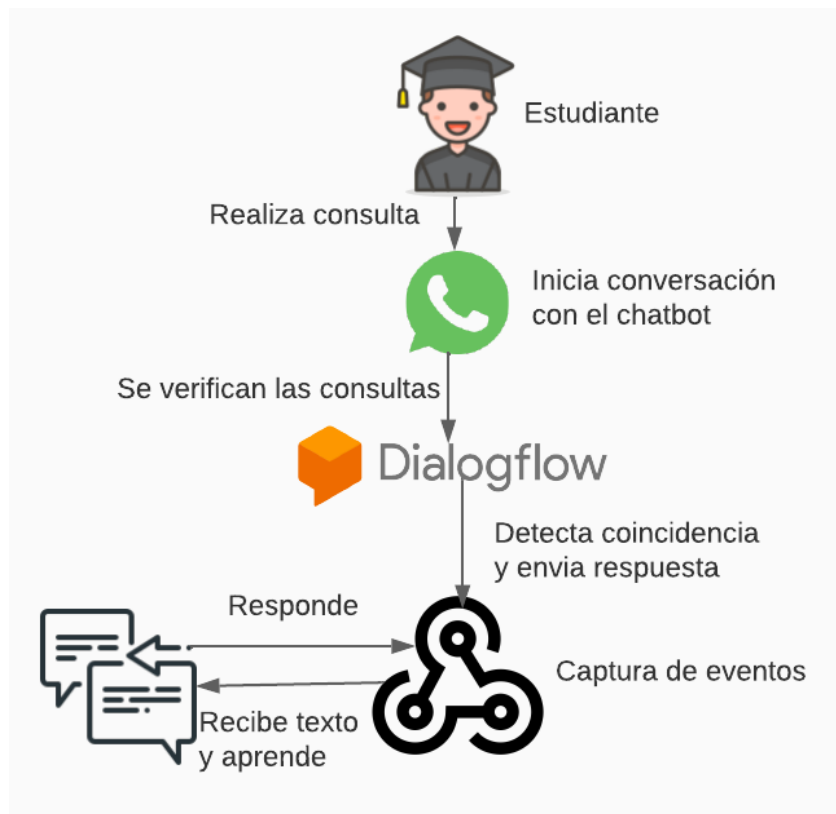 Estudiante
Realiza consulta
Inicia conversación
con el chatbot
Se verifican las consultas
Dialogflow
Detecta coincidencia
y envia respuesta
Responde
Captura de eventos
Recibe texto
y aprende